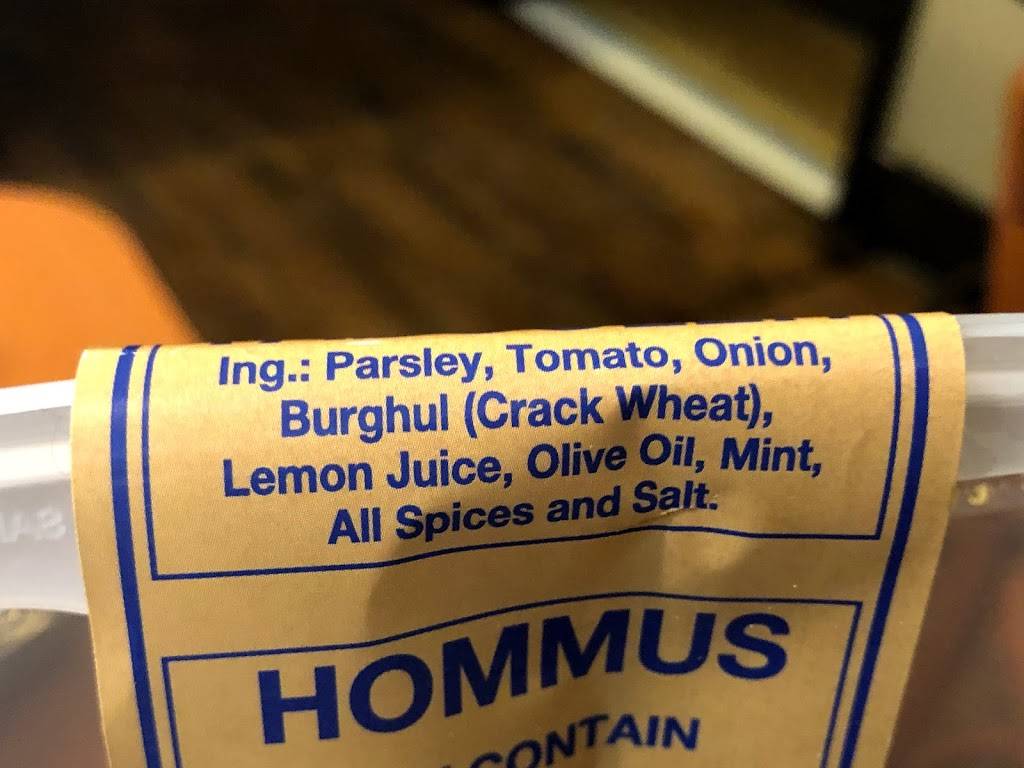 Ing.: Parsley, Tomato, Onion,
Burghul (Crack Wheat),
Lemon Juice, Olive Oil, Mint,
All Spices and Salt.
HOMMUS
CONTAIN